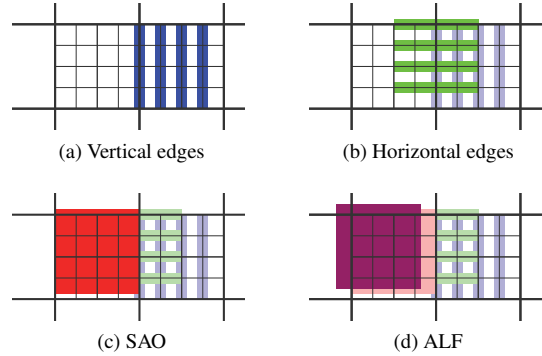 (a) Vertical edges
(b) Horizontal edges
(c) SAO
(d) ALF